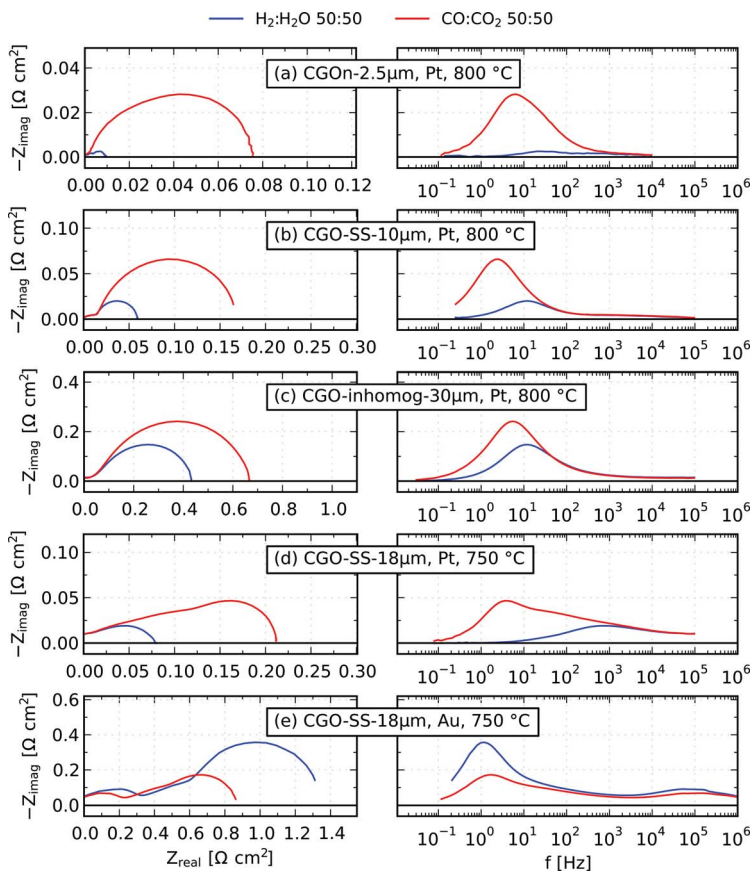 H₂:H₂O 50:50 CO:CO₂ 50:50
(a) CGOn-2.5µm, Pt, 800 °C
−Z_imag [Ω cm²]
0.04
0.02
0.00
0.00 0.02 0.04 0.06 0.08 0.10 0.12
10⁻¹ 10⁰ 10¹ 10² 10³ 10⁴ 10⁵ 10⁶
(b) CGO-SS-10µm, Pt, 800 °C
−Z_imag [Ω cm²]
0.10
0.05
0.00
0.00 0.05 0.10 0.15 0.20 0.25 0.30
10⁻¹ 10⁰ 10¹ 10² 10³ 10⁴ 10⁵ 10⁶
(c) CGO-inhomog-30µm, Pt, 800 °C
−Z_imag [Ω cm²]
0.4
0.2
0.0
0.0 0.2 0.4 0.6 0.8 1.0
10⁻¹ 10⁰ 10¹ 10² 10³ 10⁴ 10⁵ 10⁶
(d) CGO-SS-18µm, Pt, 750 °C
−Z_imag [Ω cm²]
0.10
0.05
0.00
0.00 0.05 0.10 0.15 0.20 0.25 0.30
10⁻¹ 10⁰ 10¹ 10² 10³ 10⁴ 10⁵ 10⁶
(e) CGO-SS-18µm, Au, 750 °C
−Z_imag [Ω cm²]
0.6
0.4
0.2
0.0
0.0 0.2 0.4 0.6 0.8 1.0 1.2 1.4
10⁻¹ 10⁰ 10¹ 10² 10³ 10⁴ 10⁵ 10⁶
Z_real [Ω cm²] f [Hz]